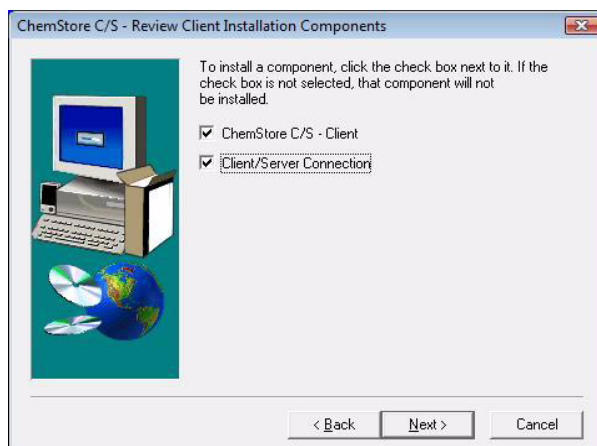 ChemStore C/S - Review Client Installation Components
To install a component, click the check box next to it. If the
check box is not selected, that component will not
be installed.
ChemStore C/S - Client
Client/Server Connection
< Back
Next >
Cancel